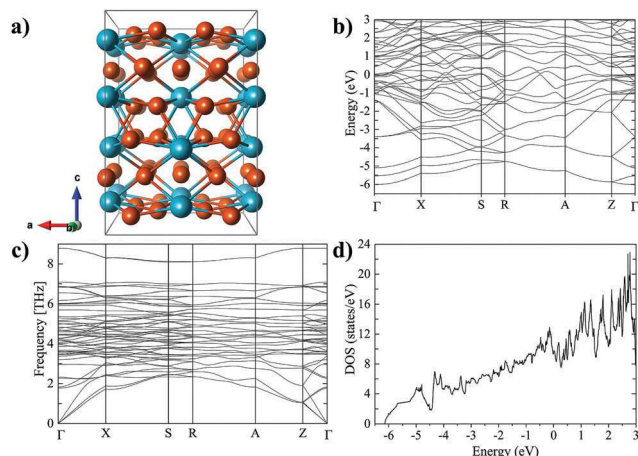 a)
c
a
b
b)
Energy (eV)
3
2
1
0
-1
-2
-3
-4
-5
-6
Γ X S R A Z Γ
c)
Frequency [THz]
8
6
4
2
0
Γ X S R A Z Γ
d)
DOS (states/eV)
24
20
16
12
8
4
0
-6 -5 -4 -3 -2 -1 0 1 2 3
Energy (eV)